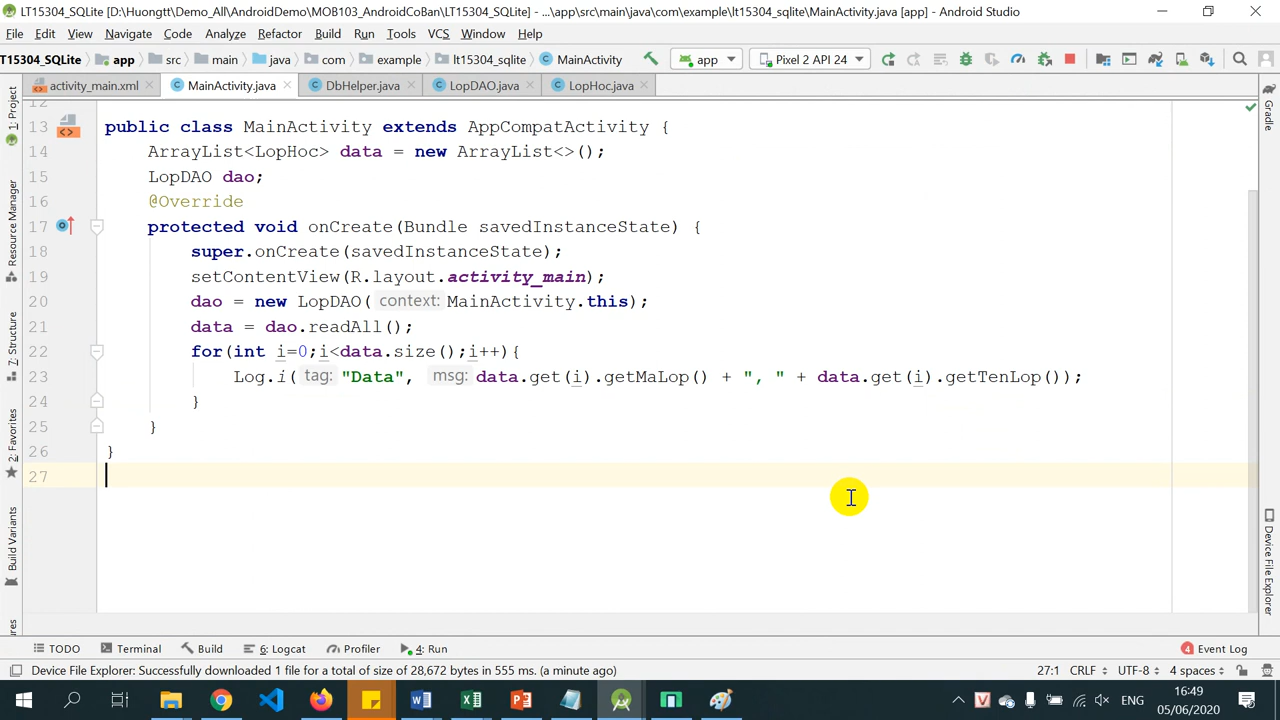 LT15304_SQLite [D:\Huongtt\Demo_All\AndroidDemo\MOB103_AndroidCoBan\LT15304_SQLite] - ...\app\src\main\java\com\example\lt15304_sqlite\MainActivity.java [app] - Android Studio
File Edit View Navigate Code Analyze Refactor Build Run Tools VCS Window Help
T15304_SQLite app src main java com example lt15304_sqlite MainActivity app Pixel 2 API 24
activity_main.xml MainActivity.java DbHelper.java LopDAO.java LopHoc.java
12
13 public class MainActivity extends AppCompatActivity {
14 ArrayList<LopHoc> data = new ArrayList<>();
15 LopDAO dao;
16 @Override
17 protected void onCreate(Bundle savedInstanceState) {
18 super.onCreate(savedInstanceState);
19 setContentView(R.layout.activity_main);
20 dao = new LopDAO( context: MainActivity.this);
21 data = dao.readAll();
22 for(int i=0;i<data.size();i++){
23 Log.i( tag: "Data", msg: data.get(i).getMaLop() + ", " + data.get(i).getTenLop());
24 }
25 }
26 }
27
1: Project
Resource Manager
7: Structure
2: Favorites
Build Variants
Gradle
Device File Explorer
TODO Terminal Build 6: Logcat Profiler 4: Run 4 Event Log
Device File Explorer: Successfully downloaded 1 file for a total of size of 28,672 bytes in 555 ms. (a minute ago) 27:1 CRLF UTF-8 4 spaces
ENG 16:49
05/06/2020